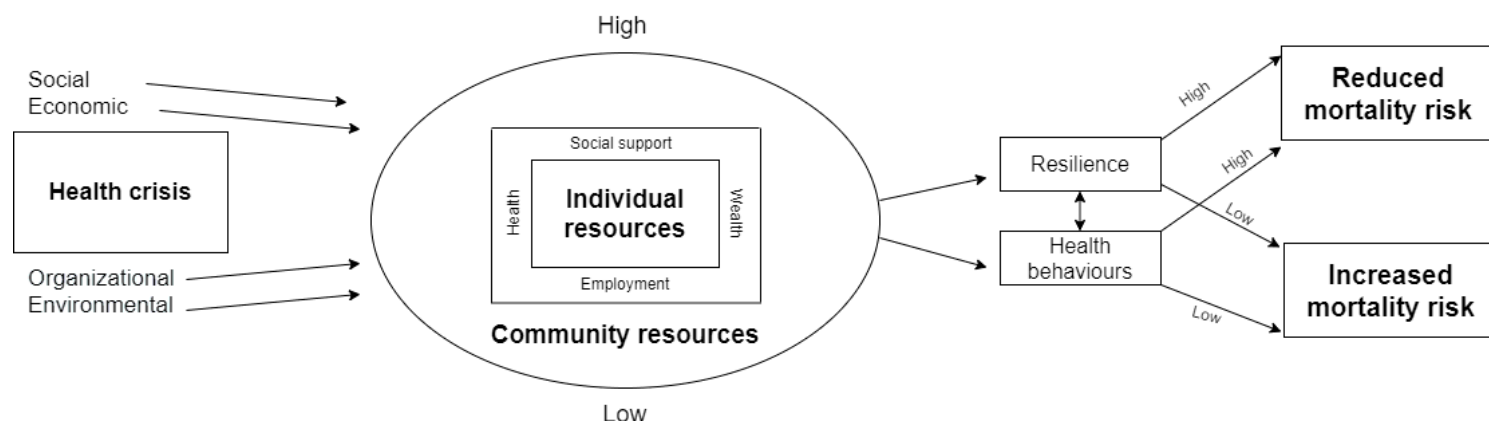 High
Social
Economic
Health crisis
Organizational
Environmental
Social support
Health
Individual
resources
Wealth
Employment
Community resources
Low
Resilience
Health
behaviours
High
High
Low
Low
Reduced
mortality risk
Increased
mortality risk